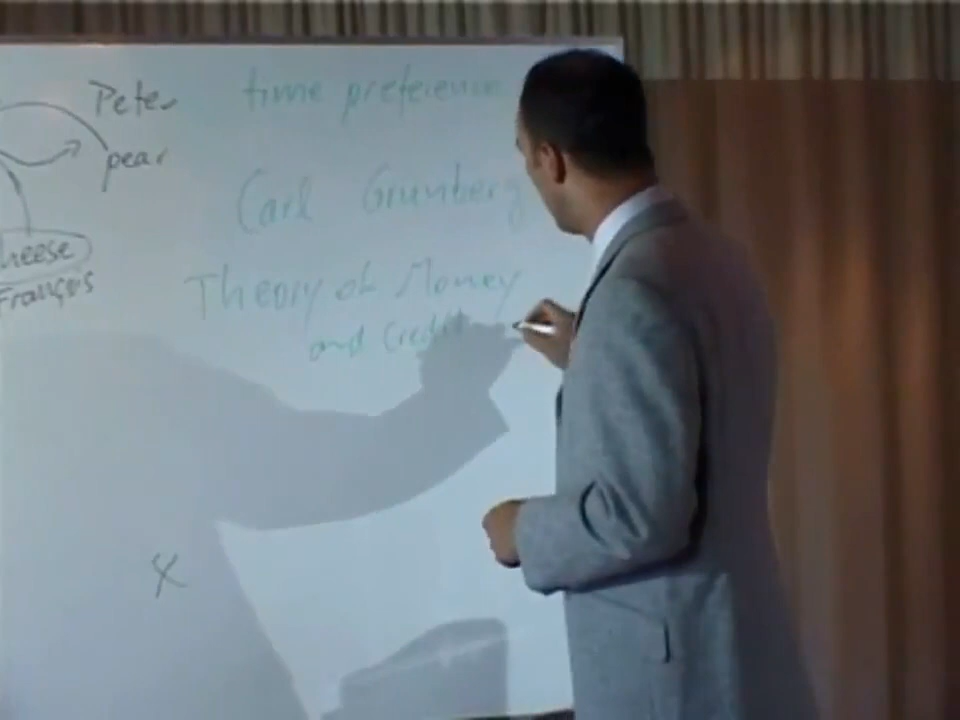 Peter
pear
heese
François
time preference
Carl Grunberg
Theory of Money
and Credit
x